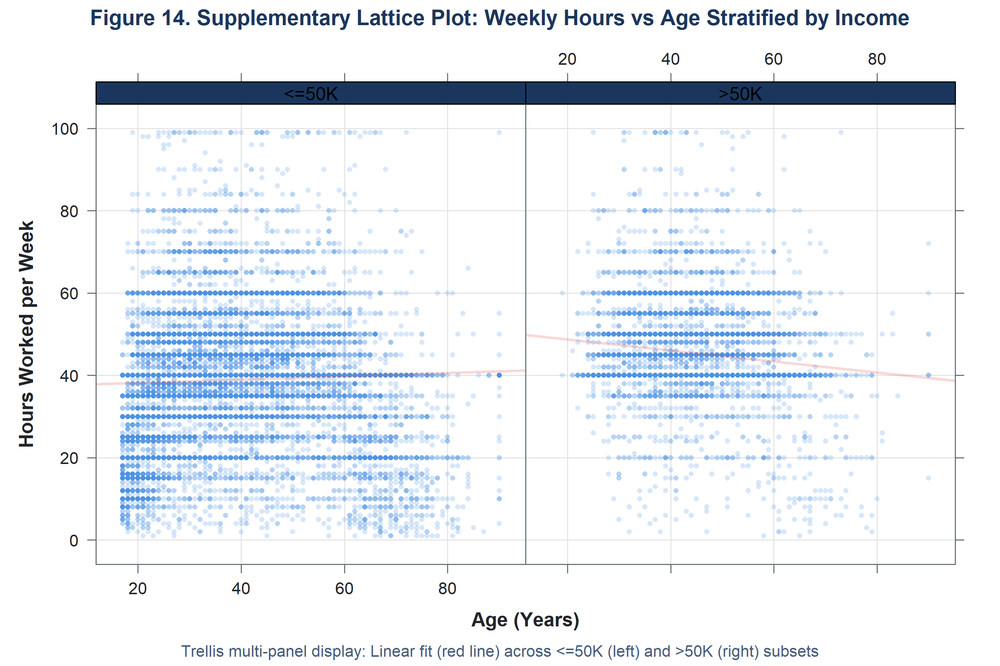 Figure 14. Supplementary Lattice Plot: Weekly Hours vs Age Stratified by Income
20 40 60 80
<=50K >50K
100
80
60
40
20
0
Hours Worked per Week
20 40 60 80
Age (Years)
Trellis multi-panel display: Linear fit (red line) across <=50K (left) and >50K (right) subsets